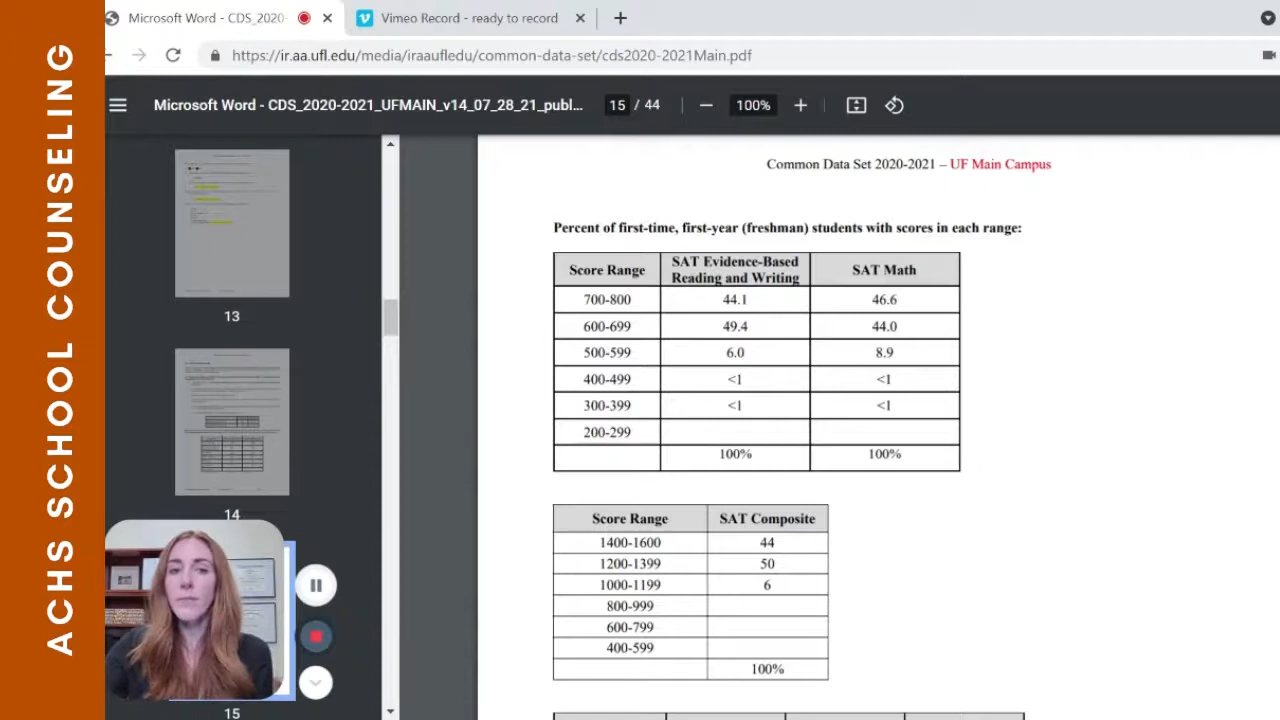 ACHS SCHOOL COUNSELING
Microsoft Word - CDS_2020-
Vimeo Record - ready to record
https://ir.aa.ufl.edu/media/iraaufledu/common-data-set/cds2020-2021Main.pdf
Microsoft Word - CDS_2020-2021_UFMAIN_v14_07_28_21_publ... 15 / 44 100%
13
14
15
Common Data Set 2020-2021 – UF Main Campus
Percent of first-time, first-year (freshman) students with scores in each range:
Score Range SAT Evidence-Based Reading and Writing SAT Math
700-800 44.1 46.6
600-699 49.4 44.0
500-599 6.0 8.9
400-499 <1 <1
300-399 <1 <1
200-299
100% 100%
Score Range SAT Composite
1400-1600 44
1200-1399 50
1000-1199 6
800-999
600-799
400-599
100%